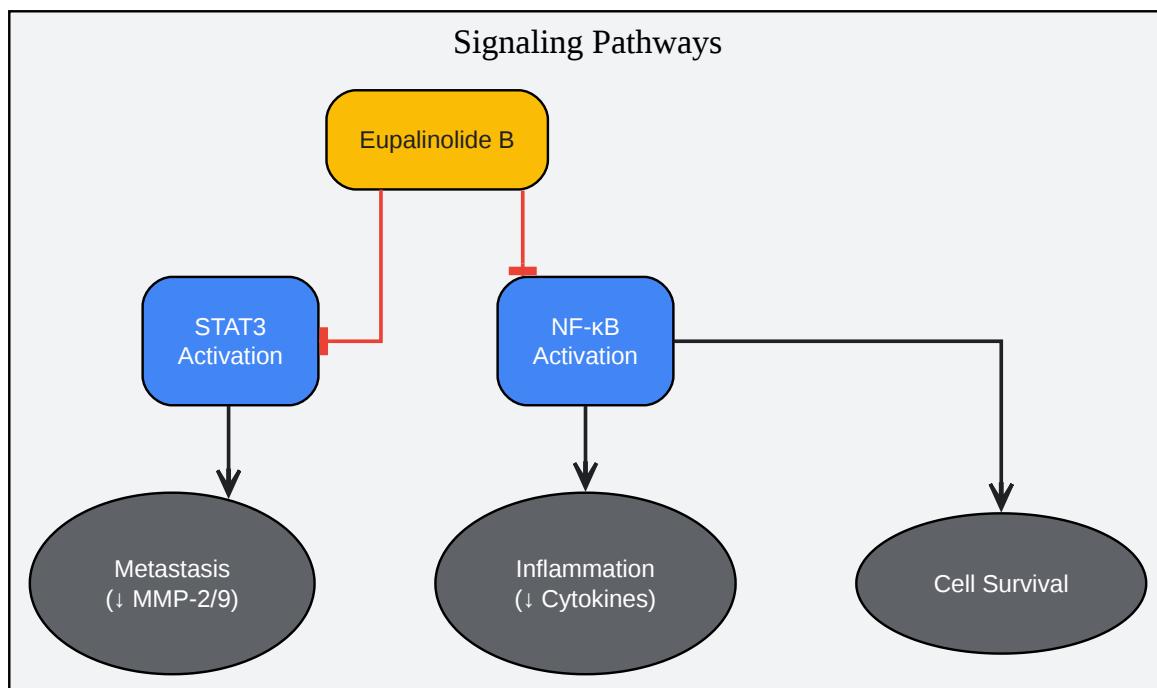 Signaling Pathways
Eupalinolide B
STAT3
Activation
NF-κB
Activation
Metastasis
(↓ MMP-2/9)
Inflammation
(↓ Cytokines)
Cell Survival